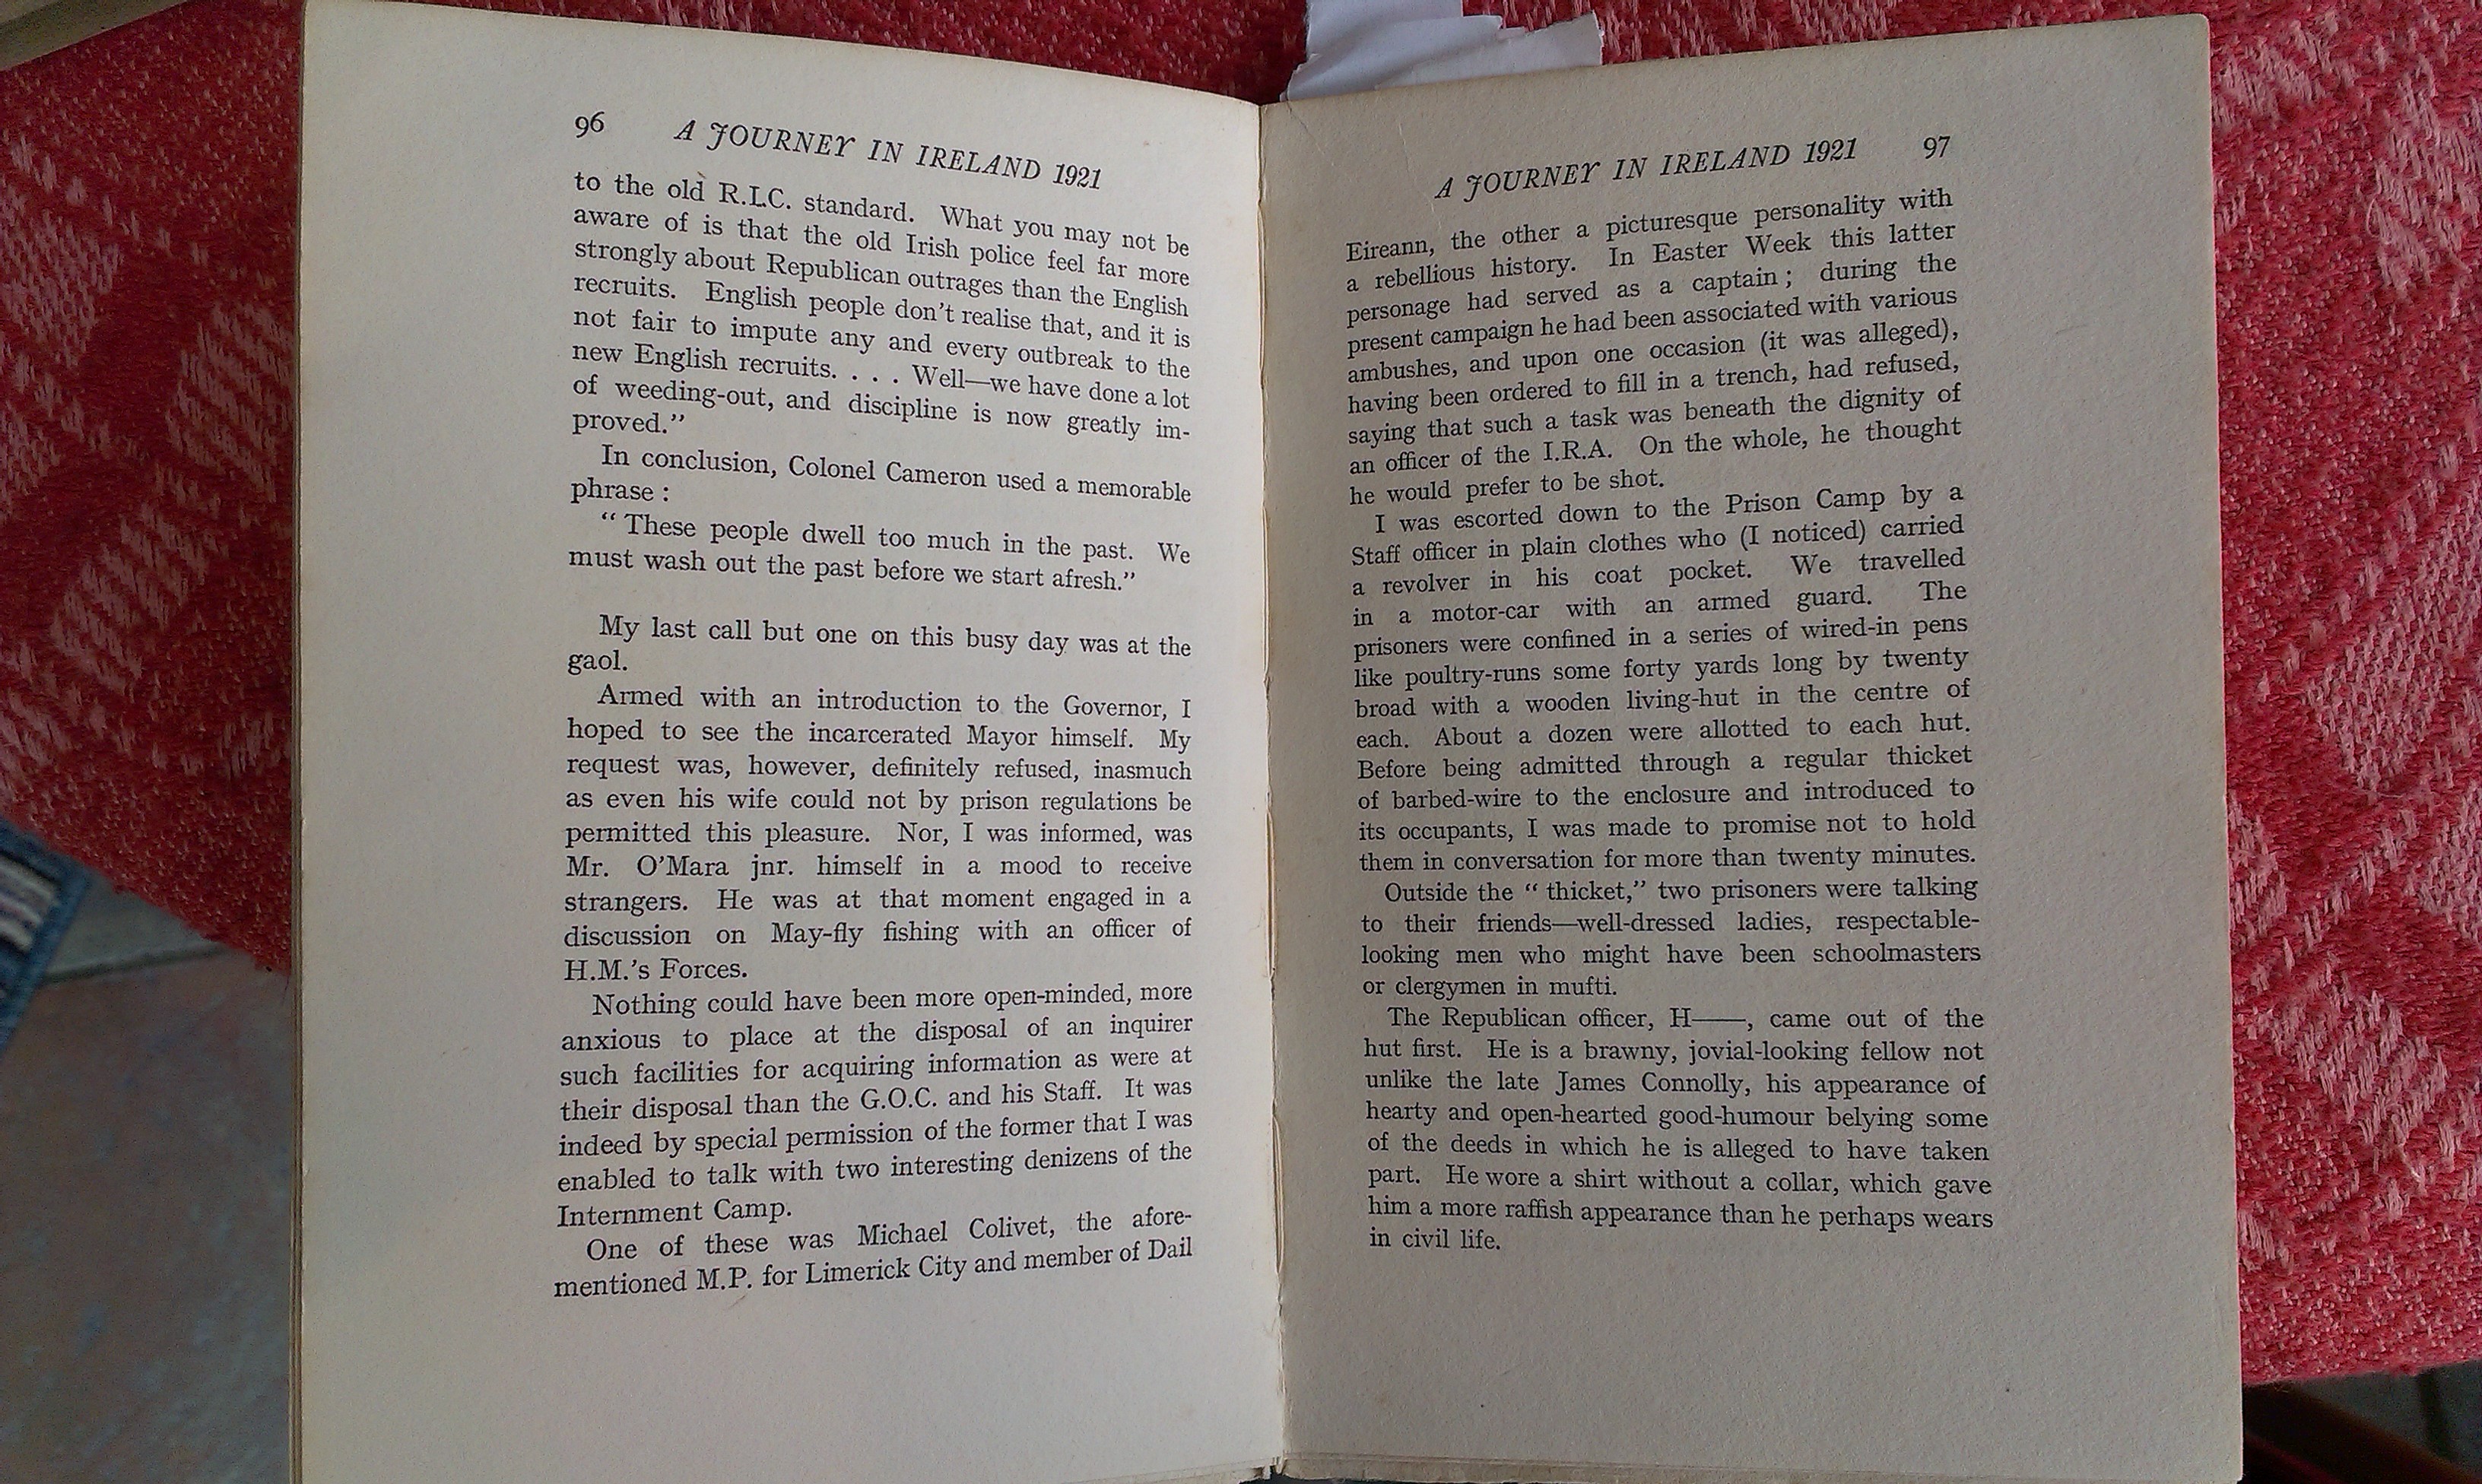 96 A JOURNEY IN IRELAND 1921
to the old R.I.C. standard. What you may not be
aware of is that the old Irish police feel far more
strongly about Republican outrages than the English
recruits. English people don't realise that, and it is
not fair to impute any and every outbreak to the
new English recruits. . . . Well—we have done a lot
of weeding-out, and discipline is now greatly im-
proved."
In conclusion, Colonel Cameron used a memorable
phrase :
" These people dwell too much in the past. We
must wash out the past before we start afresh."
My last call but one on this busy day was at the
gaol.
Armed with an introduction to the Governor, I
hoped to see the incarcerated Mayor himself. My
request was, however, definitely refused, inasmuch
as even his wife could not by prison regulations be
permitted this pleasure. Nor, I was informed, was
Mr. O'Mara jnr. himself in a mood to receive
strangers. He was at that moment engaged in a
discussion on May-fly fishing with an officer of
H.M.'s Forces.
Nothing could have been more open-minded, more
anxious to place at the disposal of an inquirer
such facilities for acquiring information as were at
their disposal than the G.O.C. and his Staff. It was
indeed by special permission of the former that I was
enabled to talk with two interesting denizens of the
Internment Camp.
One of these was Michael Colivet, the afore-
mentioned M.P. for Limerick City and member of Dail
A JOURNEY IN IRELAND 1921 97
Eireann, the other a picturesque personality with
a rebellious history. In Easter Week this latter
personage had served as a captain ; during the
present campaign he had been associated with various
ambushes, and upon one occasion (it was alleged),
having been ordered to fill in a trench, had refused,
saying that such a task was beneath the dignity of
an officer of the I.R.A. On the whole, he thought
he would prefer to be shot.
I was escorted down to the Prison Camp by a
Staff officer in plain clothes who (I noticed) carried
a revolver in his coat pocket. We travelled
in a motor-car with an armed guard. The
prisoners were confined in a series of wired-in pens
like poultry-runs some forty yards long by twenty
broad with a wooden living-hut in the centre of
each. About a dozen were allotted to each hut.
Before being admitted through a regular thicket
of barbed-wire to the enclosure and introduced to
its occupants, I was made to promise not to hold
them in conversation for more than twenty minutes.
Outside the " thicket," two prisoners were talking
to their friends—well-dressed ladies, respectable-
looking men who might have been schoolmasters
or clergymen in mufti.
The Republican officer, H——, came out of the
hut first. He is a brawny, jovial-looking fellow not
unlike the late James Connolly, his appearance of
hearty and open-hearted good-humour belying some
of the deeds in which he is alleged to have taken
part. He wore a shirt without a collar, which gave
him a more raffish appearance than he perhaps wears
in civil life.